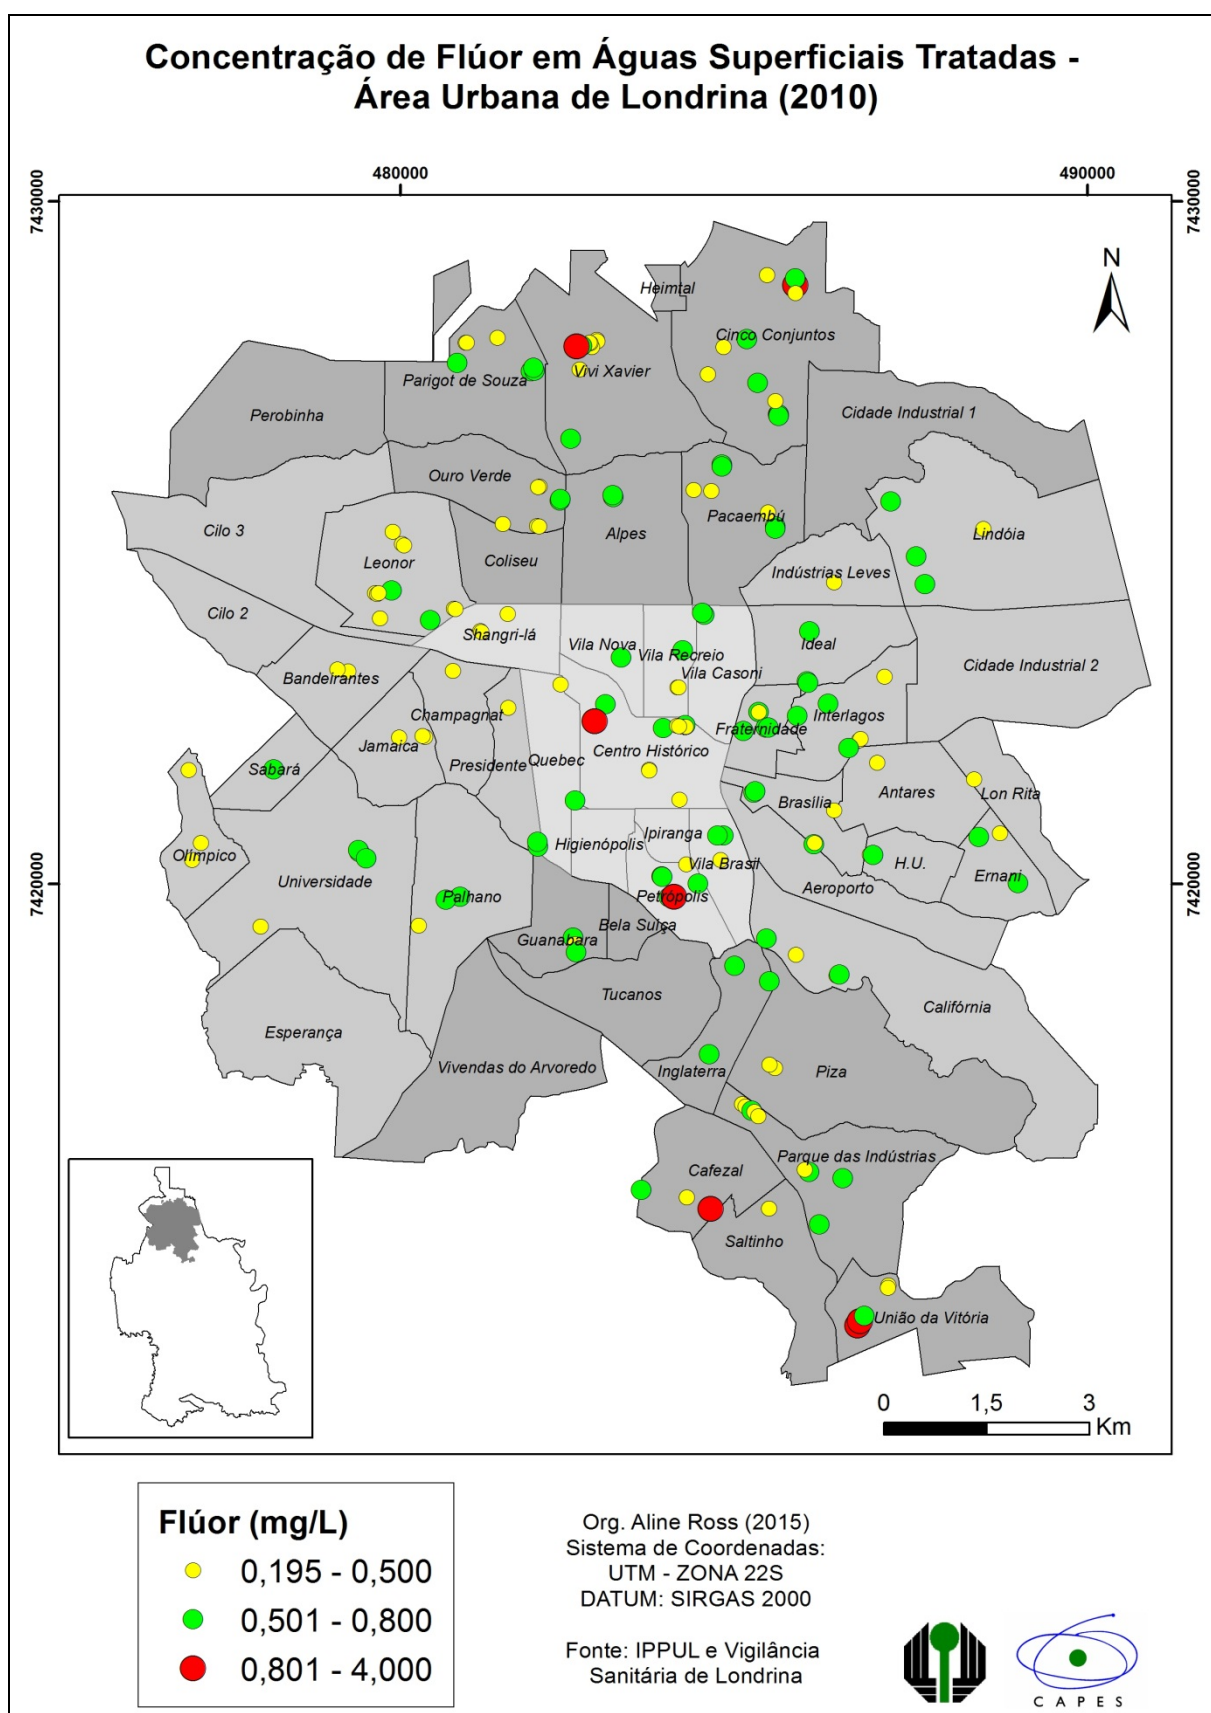 Concentração de Flúor em Águas Superficiais Tratadas -
Área Urbana de Londrina (2010)
480000
490000
7430000
7430000
N
Heimtal
Cinco Conjuntos
Parigot de Souza
Vivi Xavier
Perobinha
Cidade Industrial 1
Ouro Verde
Cilo 3
Alpes
Pacaembú
Lindóia
Leonor
Coliseu
Indústrias Leves
Cilo 2
Shangri-lá
Vila Nova
Vila Recreio
Ideal
Cidade Industrial 2
Bandeirantes
Vila Casoni
Champagnat
Interlagos
Fraternidade
Jamaica
Centro Histórico
Quebec
Presidente
Sabará
Antares
Lon Rita
Brasília
Ipiranga
Higienópolis
Olímpico
Vila Brasil
H.U.
Universidade
Ernani
Aeroporto
Palhano
Petrópolis
7420000
7420000
Bela Suíça
Guanabara
Tucanos
Califórnia
Esperança
Vivendas do Arvoredo
Inglaterra
Piza
Parque das Indústrias
Cafezal
Saltinho
União da Vitória
0 1,5 3
Km
Flúor (mg/L)
0,195 - 0,500
0,501 - 0,800
0,801 - 4,000
Org. Aline Ross (2015)
Sistema de Coordenadas:
UTM - ZONA 22S
DATUM: SIRGAS 2000
Fonte: IPPUL e Vigilância
Sanitária de Londrina
CAPES